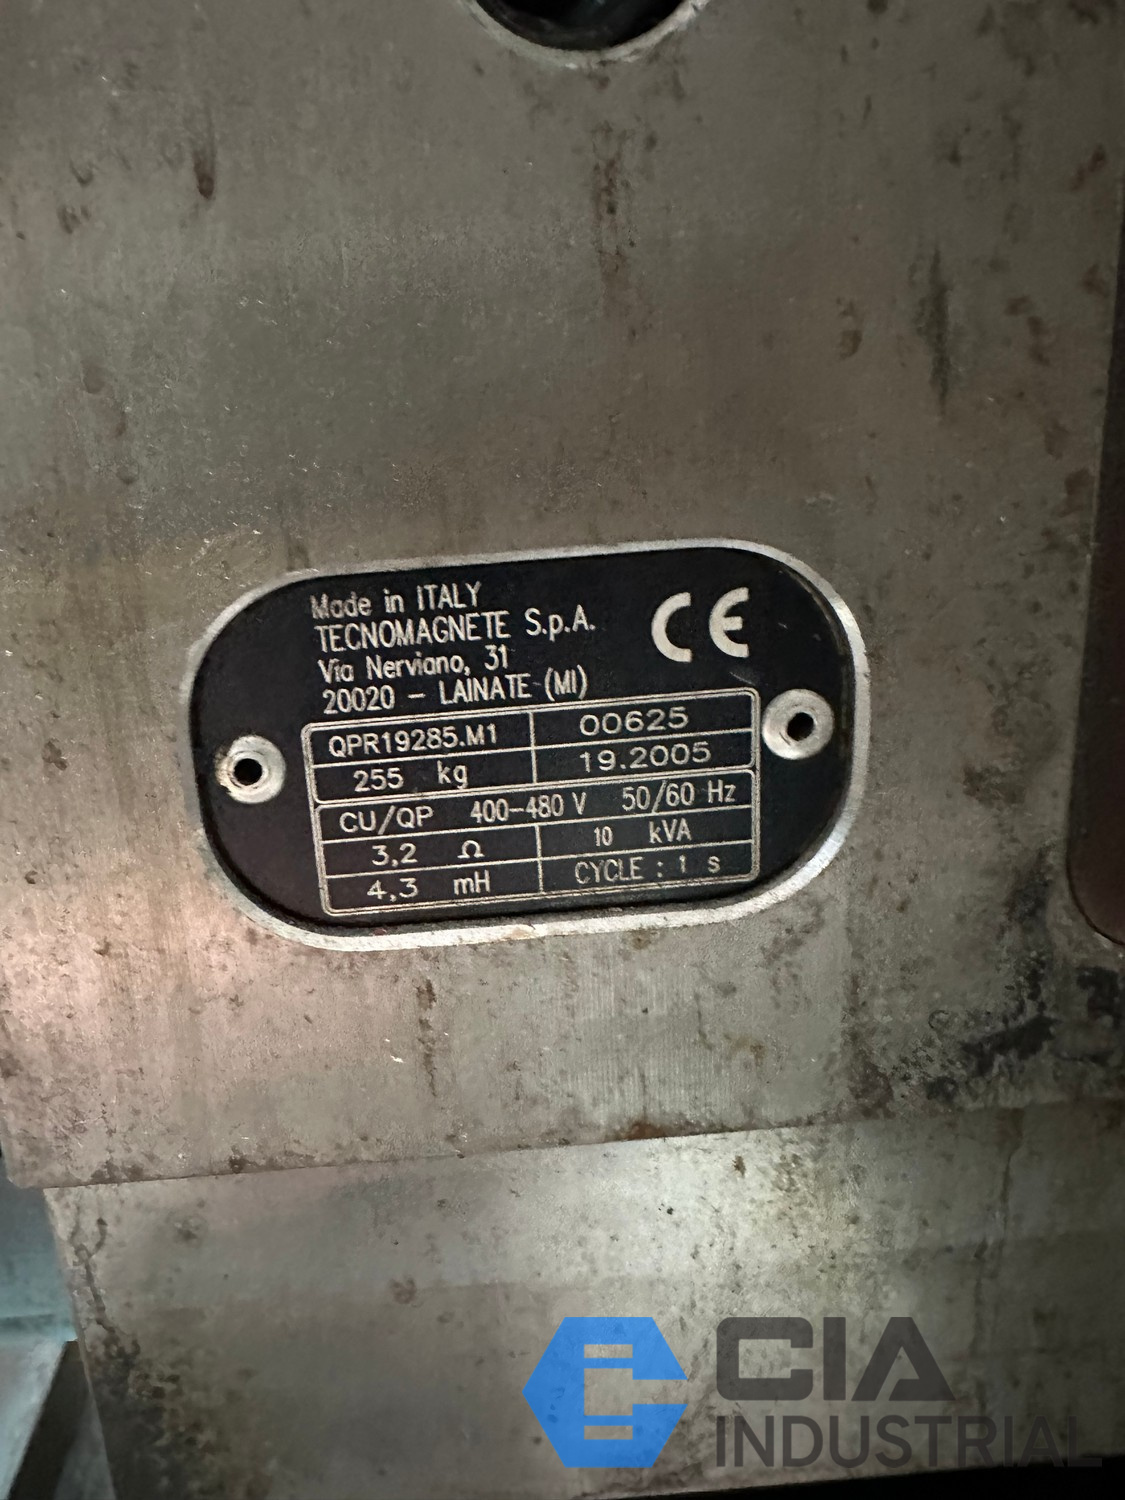 Made in ITALY
TECNOMAGNETE S.p.A.
Via Nerviano, 31
20020 - LAINATE (MI)
CE
QPR19285.M1 00625
255 kg 19.2005
CU/QP 400-480 V 50/60 Hz
3,2 Ω 10 kVA
4,3 mH CYCLE : 1 s
CIA
INDUSTRIAL